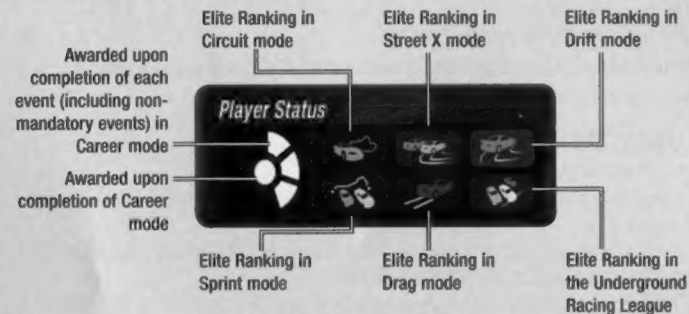 Elite Ranking in
Circuit mode
Elite Ranking in
Street X mode
Elite Ranking in
Drift mode
Awarded upon
completion of each
event (including non-
mandatory events) in
Career mode
Awarded upon
completion of Career
mode
Player Status
Elite Ranking in
Sprint mode
Elite Ranking in
Drag mode
Elite Ranking in
the Underground
Racing League